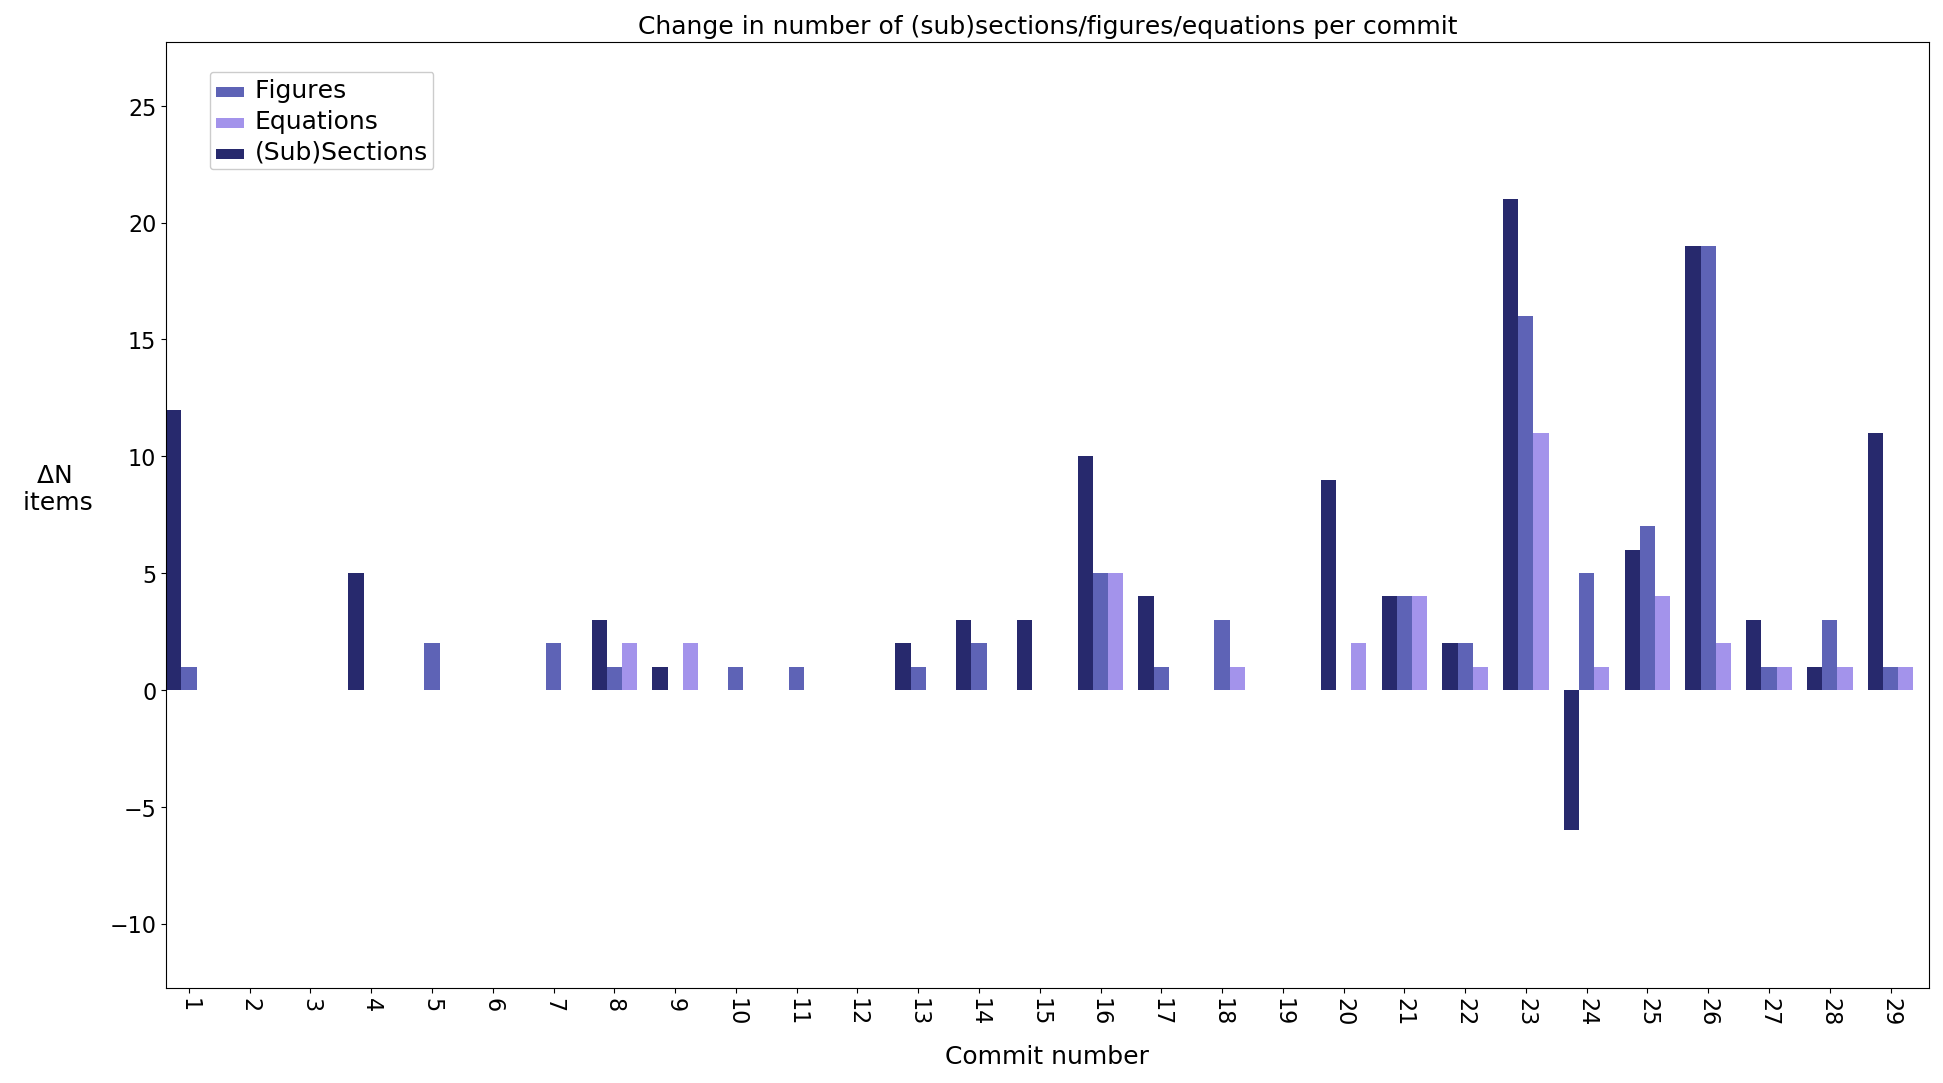 Change in number of (sub)sections/figures/equations per commit
Figures
Equations
(Sub)Sections
25
20
15
10
5
0
−5
−10
ΔN
items
1 2 3 4 5 6 7 8 9 10 11 12 13 14 15 16 17 18 19 20 21 22 23 24 25 26 27 28 29
Commit number